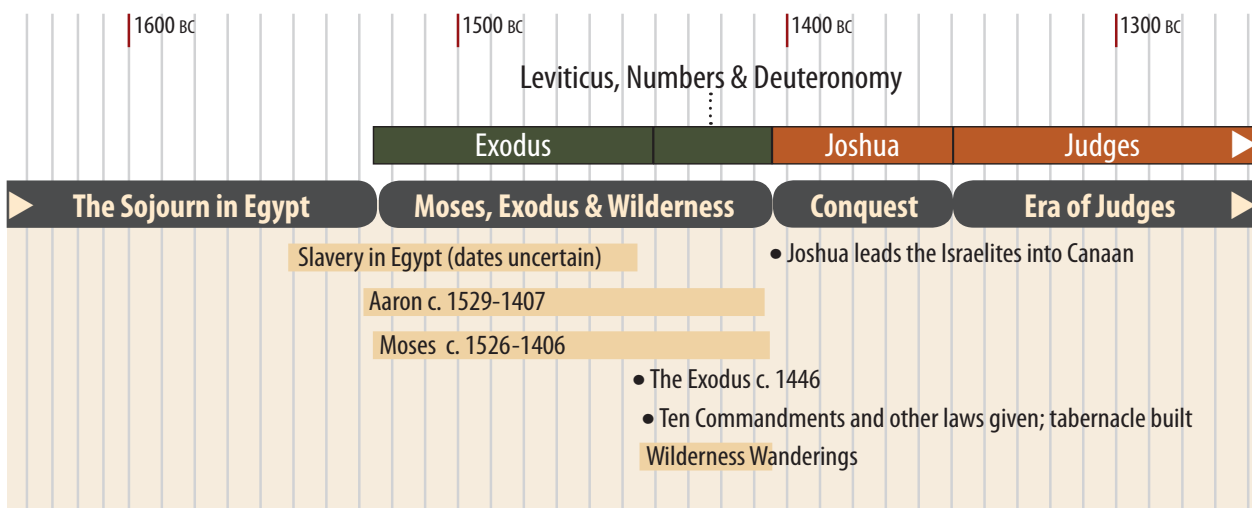 1600 BC
1500 BC
1400 BC
1300 BC
Leviticus, Numbers & Deuteronomy
Exodus
Joshua
Judges
The Sojourn in Egypt
Moses, Exodus & Wilderness
Conquest
Era of Judges
Slavery in Egypt (dates uncertain)
• Joshua leads the Israelites into Canaan
Aaron c. 1529-1407
Moses c. 1526-1406
• The Exodus c. 1446
• Ten Commandments and other laws given; tabernacle built
Wilderness Wanderings